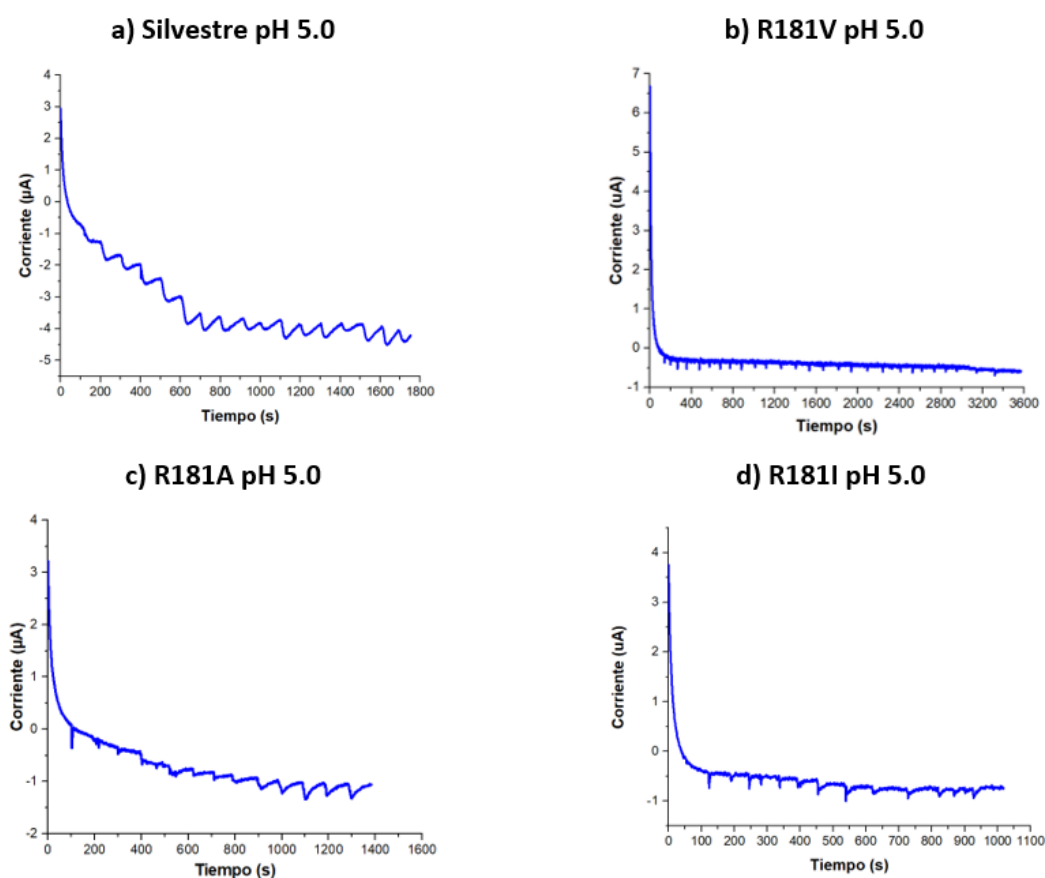 a) Silvestre pH 5.0
4
3
2
1
0
-1
-2
-3
-4
-5
Corriente (µA)
0 200 400 600 800 1000 1200 1400 1600 1800
Tiempo (s)
b) R181V pH 5.0
7
6
5
4
3
2
1
0
-1
Corriente (uA)
0 400 800 1200 1600 2000 2400 2800 3200 3600
Tiempo (s)
c) R181A pH 5.0
4
3
2
1
0
-1
-2
Corriente (µA)
0 200 400 600 800 1000 1200 1400 1600
Tiempo (s)
d) R181I pH 5.0
4
3
2
1
0
-1
Corriente (uA)
0 100 200 300 400 500 600 700 800 900 1000 1100
Tiempo (s)